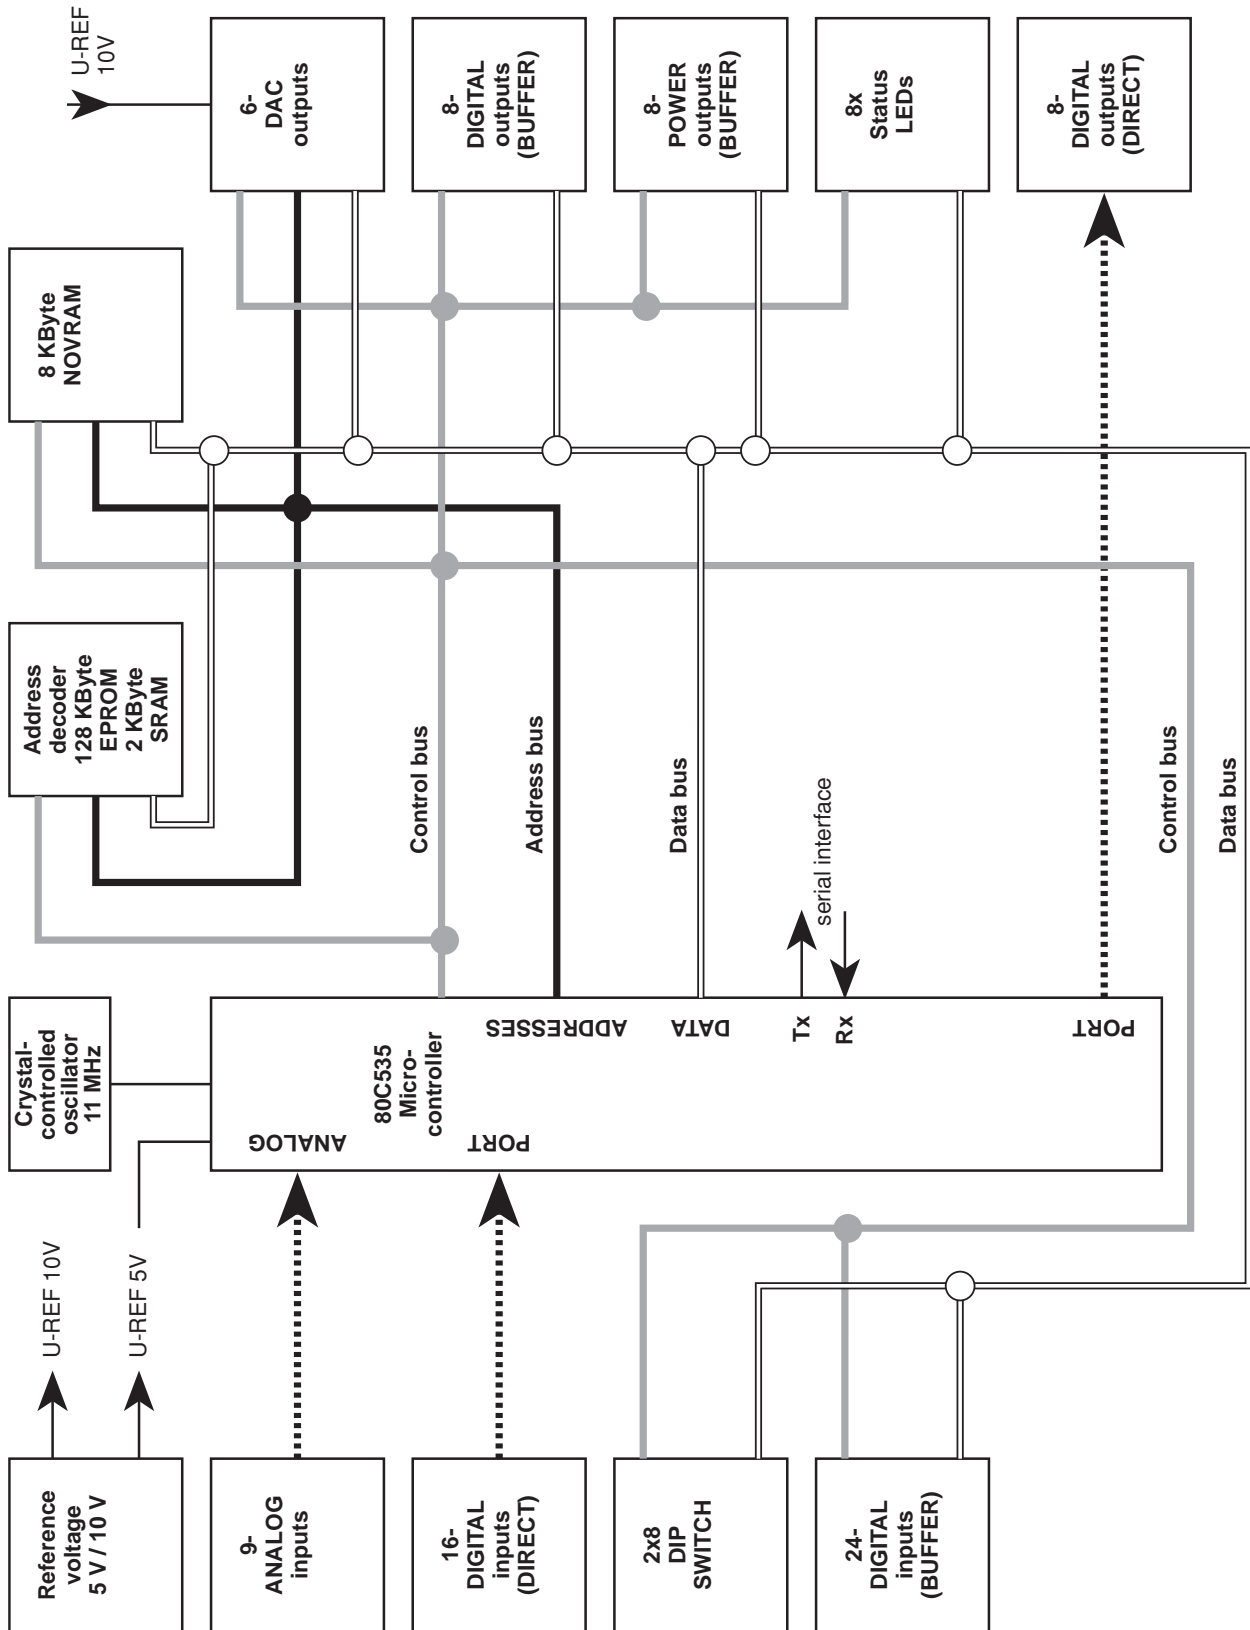 Reference
voltage
5 V / 10 V
U-REF 10V
U-REF 5V
Crystal-
controlled
oscillator
11 MHz
Address
decoder
128 KByte
EPROM
2 KByte
SRAM
8 KByte
NOVRAM
U-REF
10V
9-
ANALOG
inputs
16-
DIGITAL
inputs
(DIRECT)
2x8
DIP
SWITCH
24-
DIGITAL
inputs
(BUFFER)
ANALOG
PORT
80C535
Micro-
controller
ADDRESSES
DATA
Tx
Rx
PORT
serial interface
Control bus
Address bus
Data bus
Control bus
Data bus
6-
DAC
outputs
8-
DIGITAL
outputs
(BUFFER)
8-
POWER
outputs
(BUFFER)
8x
Status
LEDs
8-
DIGITAL
outputs
(DIRECT)